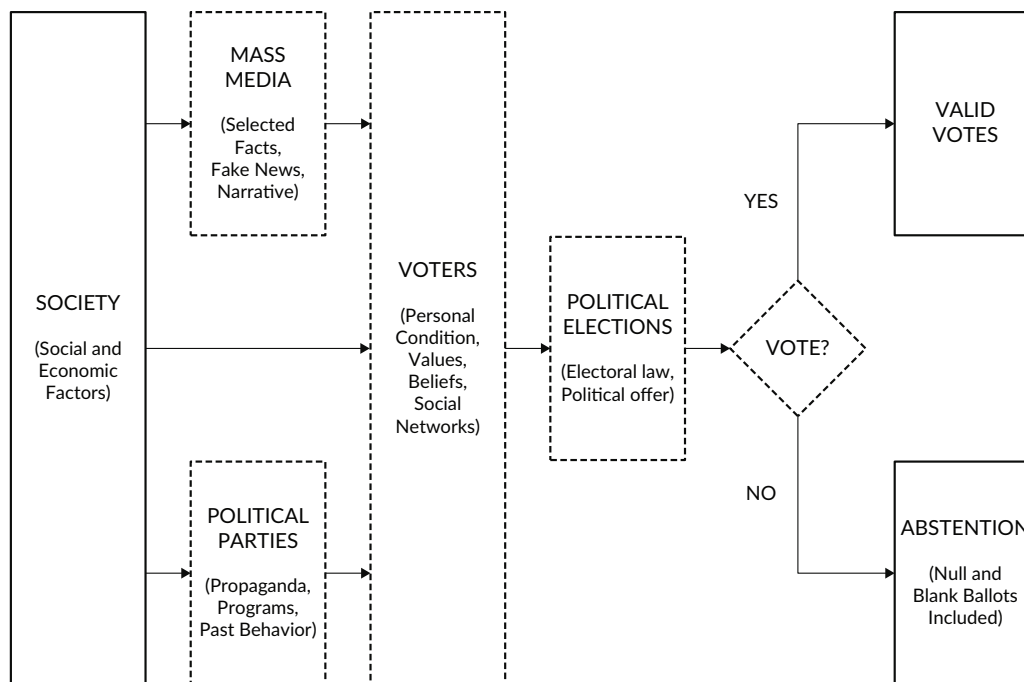 SOCIETY
(Social and
Economic
Factors)
MASS
MEDIA
(Selected
Facts,
Fake News,
Narrative)
POLITICAL
PARTIES
(Propaganda,
Programs,
Past Behavior)
VOTERS
(Personal
Condition,
Values,
Beliefs,
Social
Networks)
POLITICAL
ELECTIONS
(Electoral law,
Political offer)
VOTE?
YES
NO
VALID
VOTES
ABSTENTION
(Null and
Blank Ballots
Included)